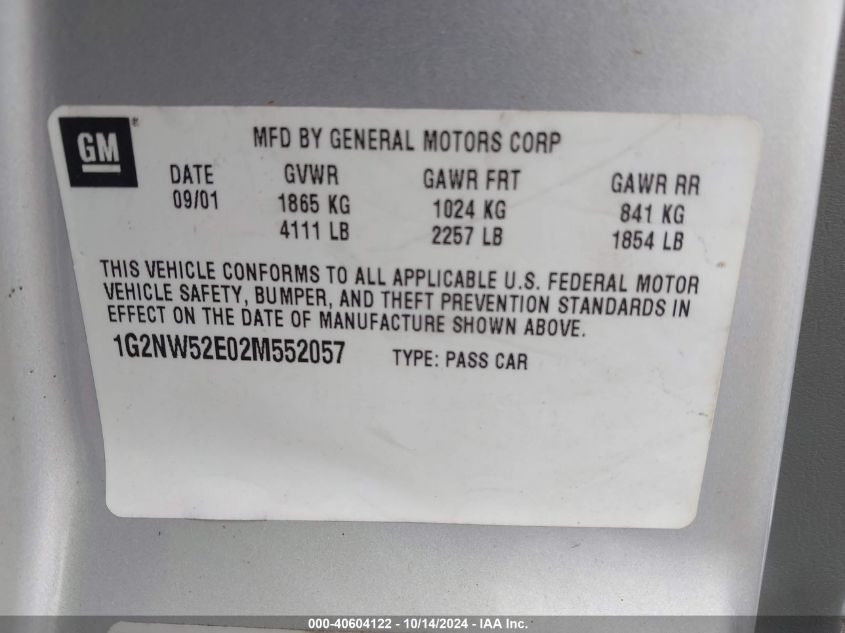 GM®
MFD BY GENERAL MOTORS CORP
DATE GVWR GAWR FRT GAWR RR
09/01 1865 KG 1024 KG 841 KG
4111 LB 2257 LB 1854 LB
THIS VEHICLE CONFORMS TO ALL APPLICABLE U.S. FEDERAL MOTOR
VEHICLE SAFETY, BUMPER, AND THEFT PREVENTION STANDARDS IN
EFFECT ON THE DATE OF MANUFACTURE SHOWN ABOVE.
1G2NW52E02M552057 TYPE: PASS CAR
000-40604122 - 10/14/2024 - IAA Inc.